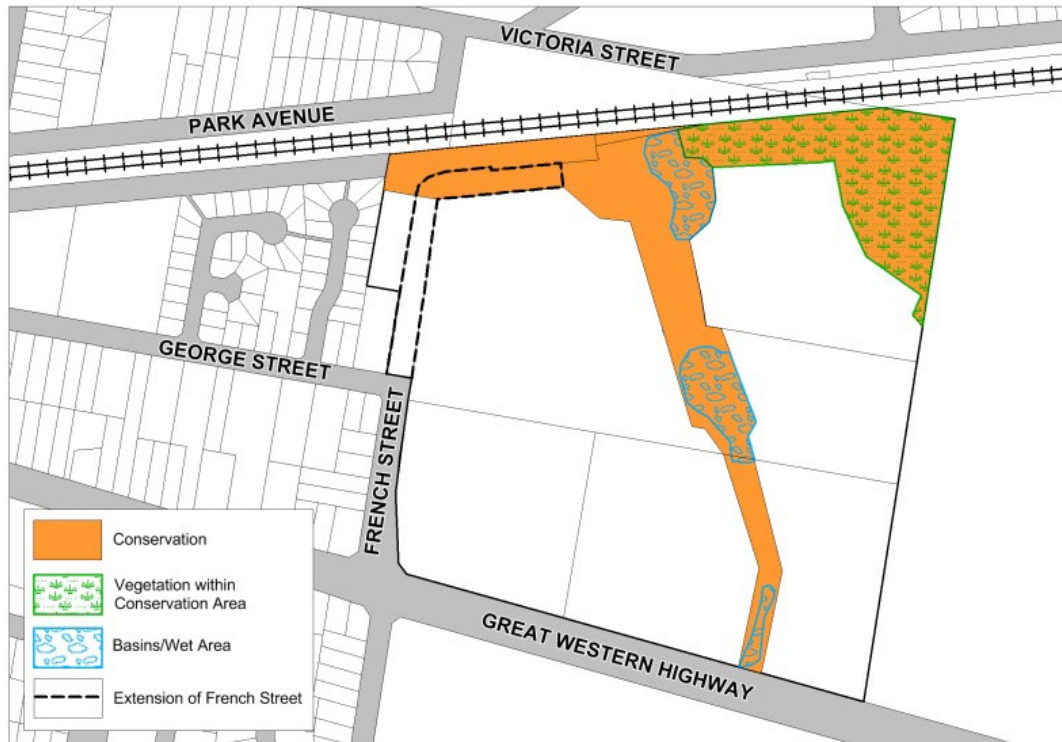 VICTORIA STREET
PARK AVENUE
GEORGE STREET
FRENCH STREET
GREAT WESTERN HIGHWAY
Conservation
Vegetation within
Conservation Area
Basins/Wet Area
Extension of French Street